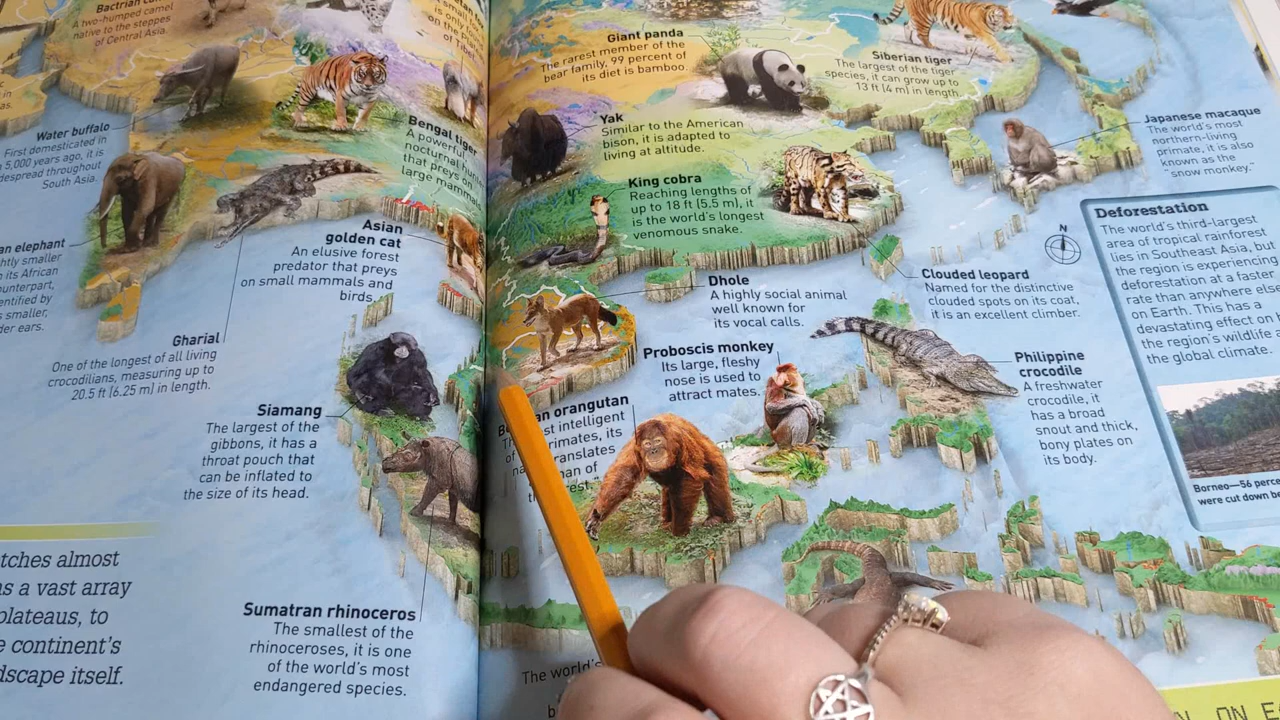 Bactrian
A two-humped camel
native to the steppes
of Central Asia.
is only
on the
of Tibet
Water buffalo
First domesticated in
5,000 years ago, it is
widespread throughout
South Asia.
elephant
its African
smaller,
ears.
Bengal tiger
A powerful,
nocturnal
that preys on
large mammals
Asian
golden cat
An elusive forest
predator that preys
on small mammals and
birds.
Gharial
One of the longest of all living
crocodilians, measuring up to
20.5 ft (6.25 m) in length.
Siamang
The largest of the
gibbons, it has a
throat pouch that
can be inflated to
the size of its head.
Sumatran rhinoceros
The smallest of the
rhinoceroses, it is one
of the world's most
endangered species.
almost
a vast array
plateaus, to
continent's
itself.
Giant panda
The rarest member of the
bear family, 99 percent of
its diet is bamboo.
Siberian tiger
The largest of the tiger
species, it can grow up to
13 ft (4 m) in length.
Yak
Similar to the American
bison, it is adapted to
living at altitude.
King cobra
Reaching lengths of
up to 18 ft (5.5 m), it
is the world's longest
venomous snake.
Japanese macaque
The world's most
northern-living
primate, it is also
known as the
"snow monkey."
Dhole
A highly social animal
well known for
its vocal calls.
Clouded leopard
Named for the distinctive
clouded spots on its coat,
it is an excellent climber.
N
Proboscis monkey
Its large, fleshy
nose is used to
attract mates.
Philippine
crocodile
A freshwater
crocodile, it
has a broad
snout and thick,
bony plates on
its body.
orangutan
intelligent
of primates, its
translates
of
The world's
Deforestation
The world's third-largest
area of tropical rainforest
lies in Southeast Asia, but
the region is experiencing
deforestation at a faster
rate than anywhere else
on Earth. This has a
devastating effect on
the region's wildlife
the global climate.
Borneo—56
were cut down
ON